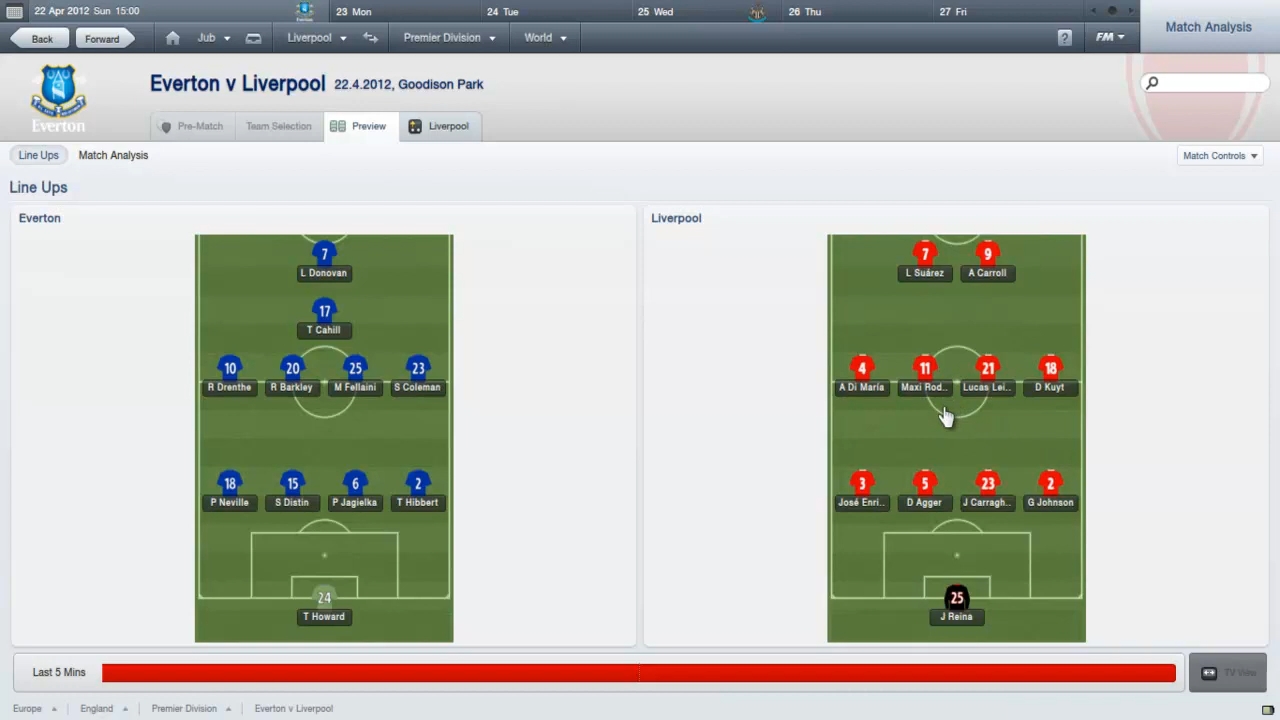 22 Apr 2012 Sun 15:00
Everton
23 Mon
24 Tue
25 Wed
26 Thu
27 Fri
Match Analysis
Back
Forward
Jub
Liverpool
Premier Division
World
?
FM
Everton
Everton v Liverpool
22.4.2012, Goodison Park
Pre-Match
Team Selection
Preview
Liverpool
Line Ups
Match Analysis
Match Controls
Line Ups
Everton
7
L Donovan
17
T Cahill
10
20
25
23
R Drenthe
R Barkley
M Fellaini
S Coleman
18
15
6
2
P Neville
S Distin
P Jagielka
T Hibbert
24
T Howard
Liverpool
7
9
L Suárez
A Carroll
4
11
21
18
A Di María
Maxi Rod..
Lucas Lei..
D Kuyt
3
5
23
2
José Enri..
D Agger
J Carragh..
G Johnson
25
J Reina
Last 5 Mins
TV View
Europe
England
Premier Division
Everton v Liverpool